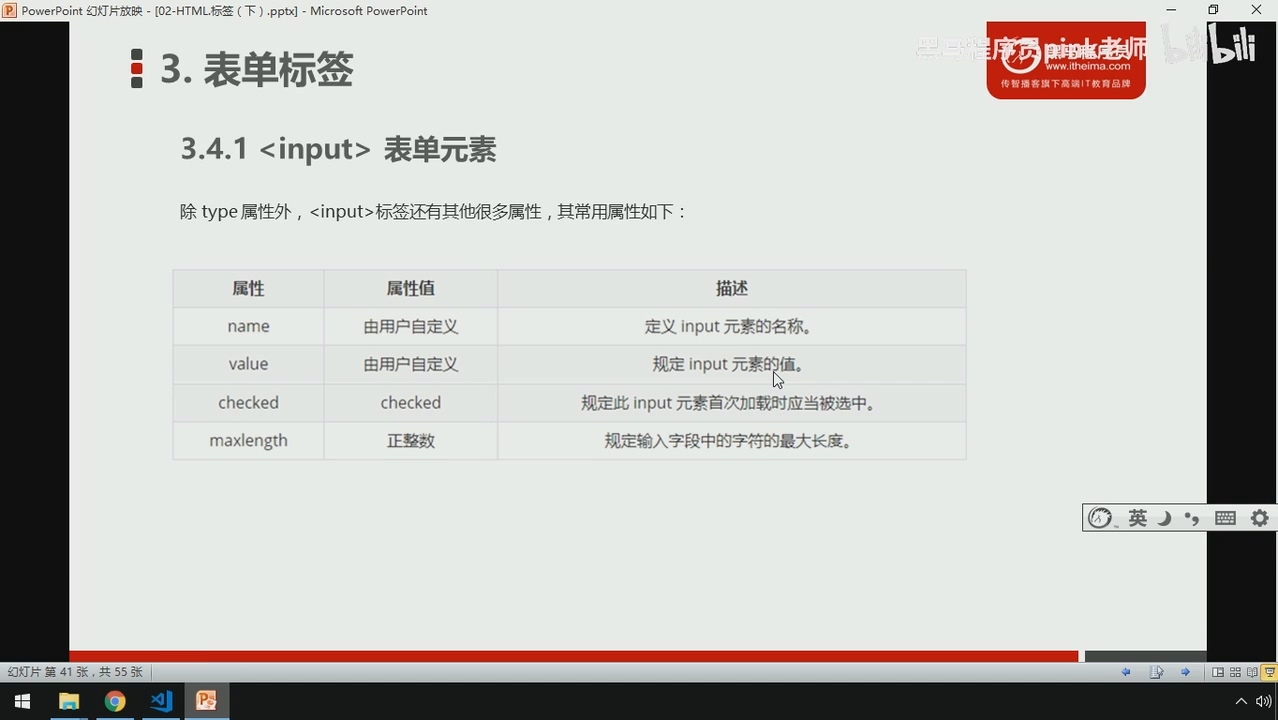 PowerPoint 幻灯片放映 - [02-HTML标签（下）.pptx] - Microsoft PowerPoint
3. 表单标签
pink老师
bilibili
www.itheima.com
传智播客旗下高端IT教育品牌
3.4.1 <input> 表单元素
除 type 属性外，<input>标签还有其他很多属性，其常用属性如下：
属性 属性值 描述
name 由用户自定义 定义 input 元素的名称。
value 由用户自定义 规定 input 元素的值。
checked checked 规定此 input 元素首次加载时应当被选中。
maxlength 正整数 规定输入字段中的字符的最大长度。
英
幻灯片 第 41 张，共 55 张